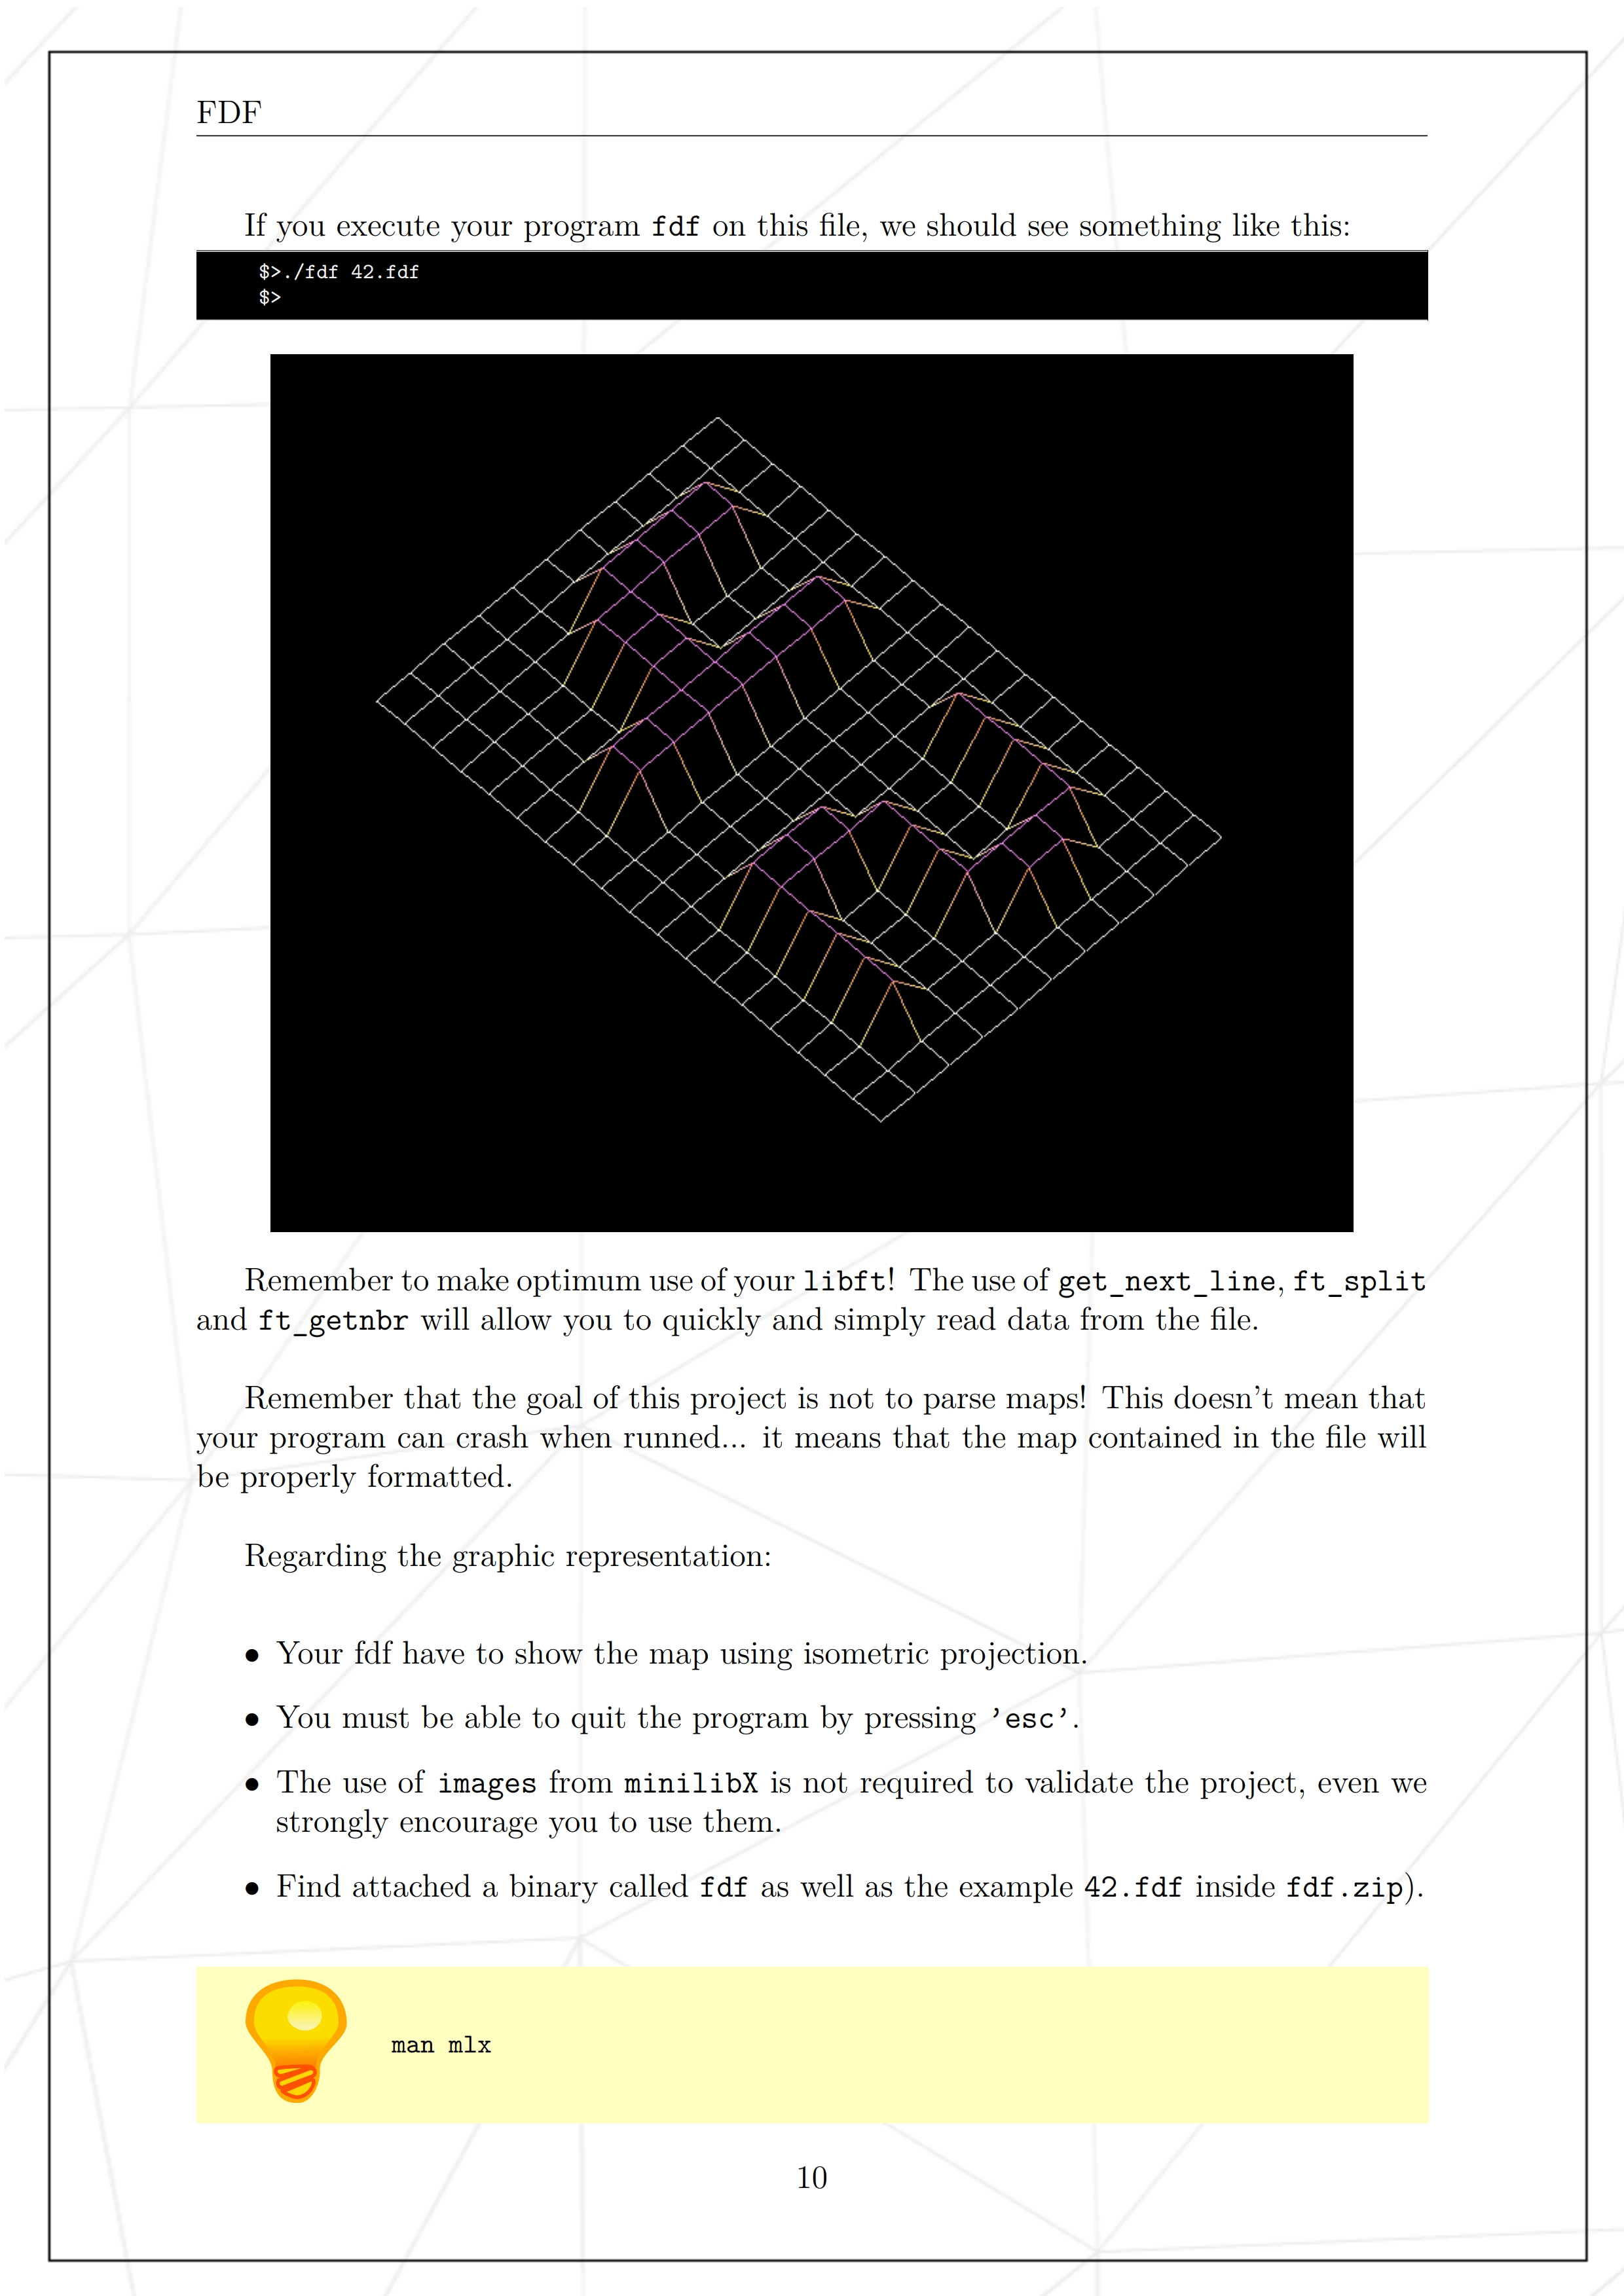 FDF
If you execute your program fdf on this file, we should see something like this:
$>./fdf 42.fdf
$>
Remember to make optimum use of your libft! The use of get_next_line, ft_split
and ft_getnbr will allow you to quickly and simply read data from the file.
Remember that the goal of this project is not to parse maps! This doesn't mean that
your program can crash when runned... it means that the map contained in the file will
be properly formatted.
Regarding the graphic representation:
• Your fdf have to show the map using isometric projection.
• You must be able to quit the program by pressing 'esc'.
• The use of images from minilibX is not required to validate the project, even we
strongly encourage you to use them.
• Find attached a binary called fdf as well as the example 42.fdf inside fdf.zip).
man mlx
10